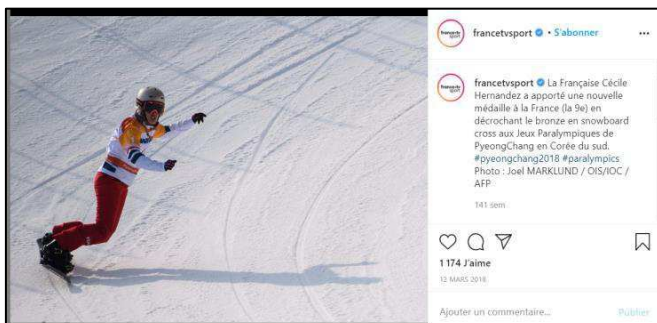 francetvsport • S'abonner
francetvsport La Française Cécile
Hernandez a apporté une nouvelle
médaille à la France (la 9e) en
décrochant le bronze en snowboard
cross aux Jeux Paralympiques de
PyeongChang en Corée du sud.
#pyeongchang2018 #paralympics
Photo : Joel MARKLUND / OIS/IOC /
AFP
141 sem
1 174 J'aime
12 MARS 2018
Ajouter un commentaire... Publier